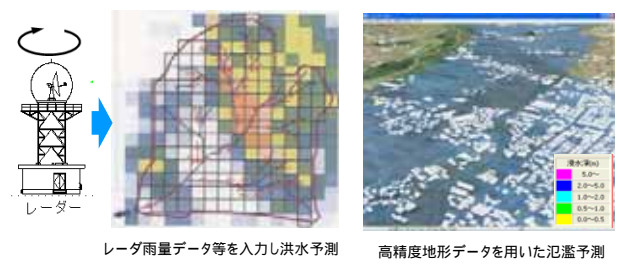 レーダー
レーダ雨量データ等を入力し洪水予測
浸水深(m)
5.0～
2.0～5.0
1.0～2.0
0.5～1.0
0.0～0.5
高精度地形データを用いた氾濫予測